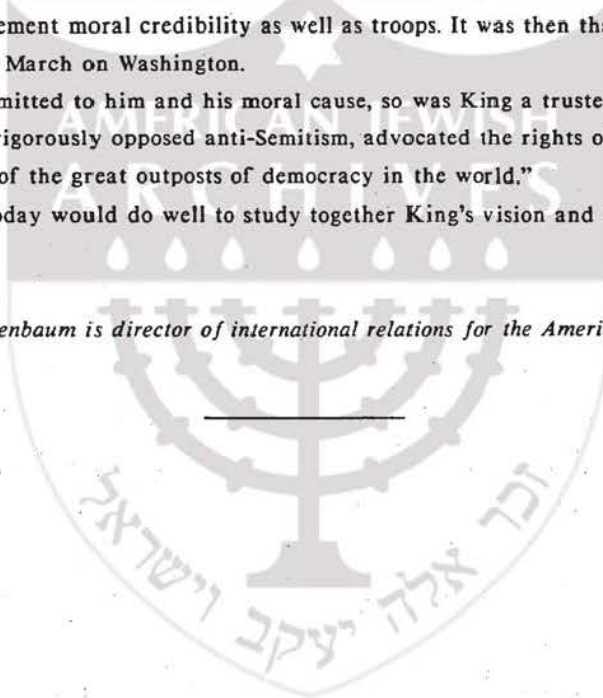 ement moral credibility as well as troops. It was then tha
March on Washington.
mitted to him and his moral cause, so was King a truste
AMERICAN JEWISH
rigorously opposed anti-Semitism, advocated the rights o
of the great outposts of democracy in the world."
ARCHIVES
oday would do well to study together King's vision and
enbaum is director of international relations for the Ameri
זכר אלה יעקב וישראל